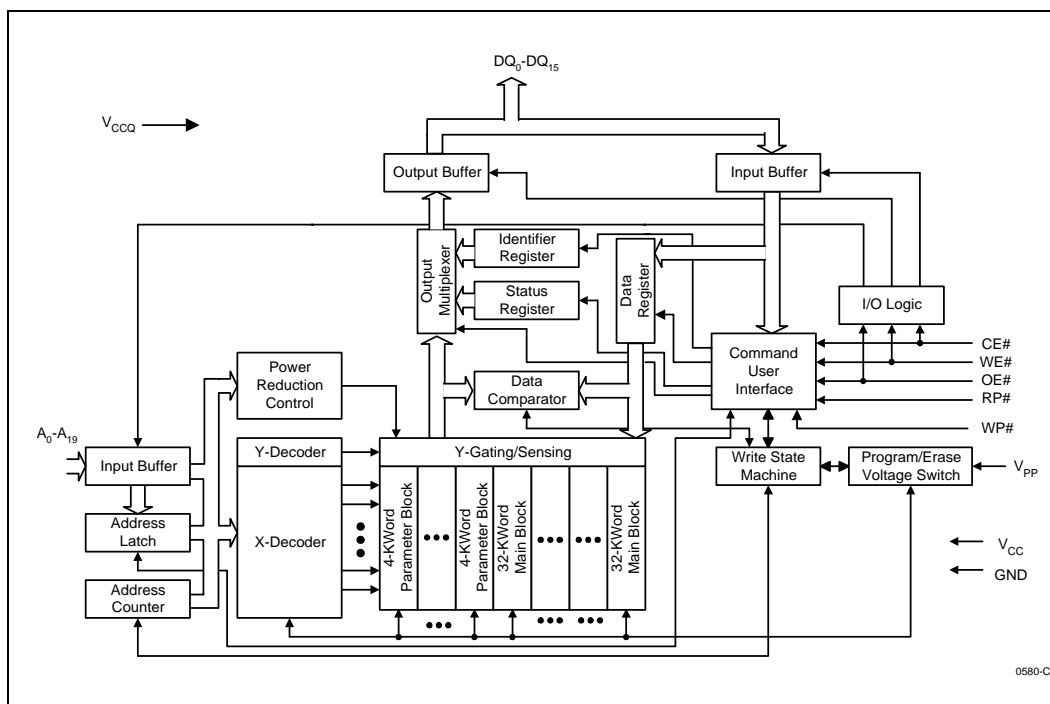 DQ0-DQ15
VCCQ
Output Buffer
Input Buffer
Output
Multiplexer
Identifier
Register
Status
Register
Data
Register
I/O Logic
CE#
WE#
OE#
RP#
WP#
Command
User
Interface
Power
Reduction
Control
Data
Comparator
A0-A19
Input Buffer
Y-Decoder
Y-Gating/Sensing
Write State
Machine
Program/Erase
Voltage Switch
VPP
Address
Latch
X-Decoder
4-KWord
Parameter Block
4-KWord
Parameter Block
32-KWord
Main Block
32-KWord
Main Block
Address
Counter
VCC
GND
0580-C1